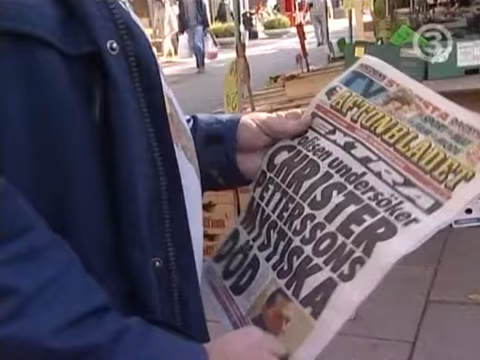 TV
AFTONBLADET
EXTRA
Polisen undersöker
CHRISTER
PETTERSSONS
MYSTISKA
DÖD